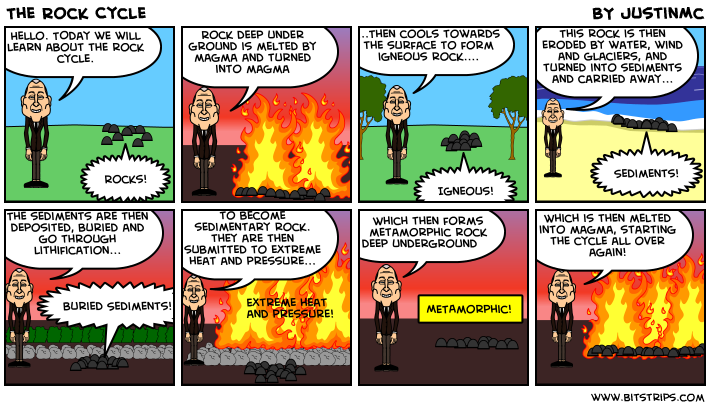 THE ROCK CYCLE
BY JUSTINMC
HELLO. TODAY WE WILL
LEARN ABOUT THE ROCK
CYCLE.
ROCKS!
ROCK DEEP UNDER
GROUND IS MELTED BY
MAGMA AND TURNED
INTO MAGMA
..THEN COOLS TOWARDS
THE SURFACE TO FORM
IGNEOUS ROCK....
IGNEOUS!
THIS ROCK IS THEN
ERODED BY WATER, WIND
AND GLACIERS, AND
TURNED INTO SEDIMENTS
AND CARRIED AWAY...
SEDIMENTS!
THE SEDIMENTS ARE THEN
DEPOSITED, BURIED AND
GO THROUGH
LITHIFICATION...
BURIED SEDIMENTS!
TO BECOME
SEDIMENTARY ROCK.
THEY ARE THEN
SUBMITTED TO EXTREME
HEAT AND PRESSURE...
EXTREME HEAT
AND PRESSURE!
WHICH THEN FORMS
METAMORPHIC ROCK
DEEP UNDERGROUND
METAMORPHIC!
WHICH IS THEN MELTED
INTO MAGMA, STARTING
THE CYCLE ALL OVER
AGAIN!
WWW.BITSTRIPS.COM